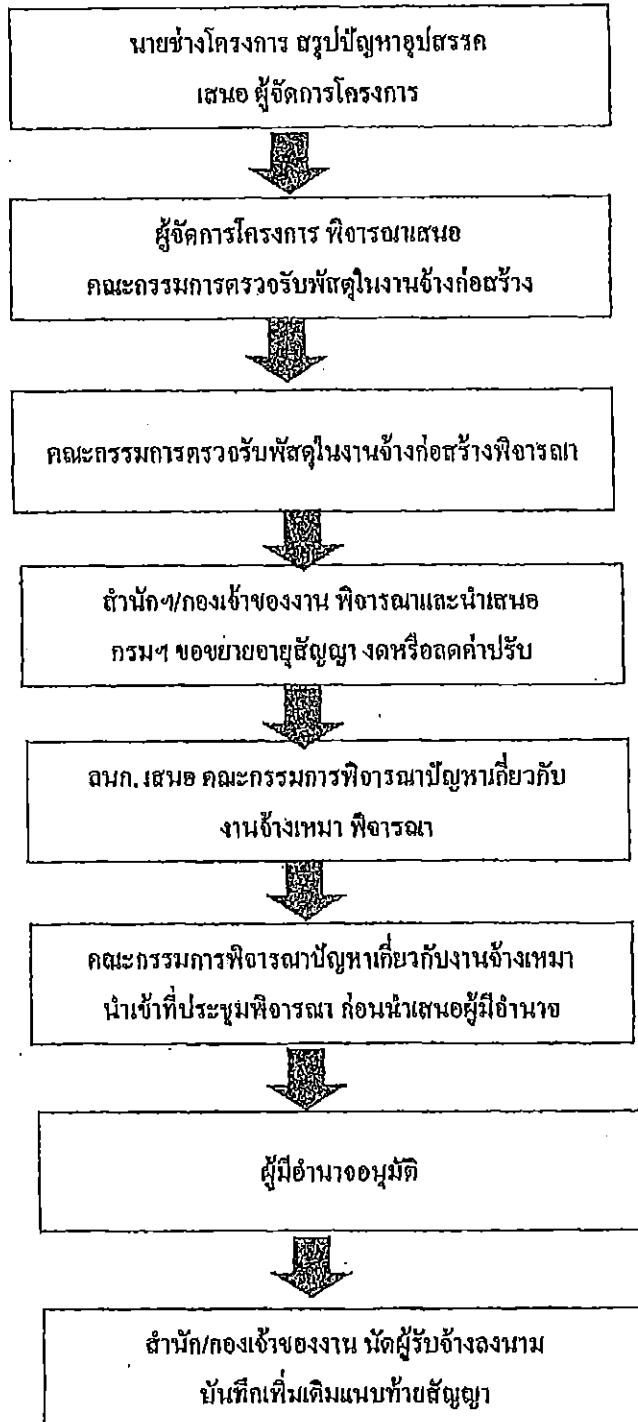 นายช่างโครงการ สรุปปัญหาอุปสรรค
เสนอ ผู้จัดการโครงการ
ผู้จัดการโครงการ พิจารณาเสนอ
คณะกรรมการตรวจรับพัสดุในงานจ้างก่อสร้าง
คณะกรรมการตรวจรับพัสดุในงานจ้างก่อสร้างพิจารณา
สำนักฯ/กองเจ้าของงาน พิจารณาและนำเสนอ
กรมฯ ขอขยายอายุสัญญา งดหรือลดค่าปรับ
ลนก. เสนอ คณะกรรมการพิจารณาปัญหาเกี่ยวกับ
งานจ้างเหมา พิจารณา
คณะกรรมการพิจารณาปัญหาเกี่ยวกับงานจ้างเหมา
นำเข้าที่ประชุมพิจารณา ก่อนนำเสนอผู้มีอำนาจ
ผู้มีอำนาจอนุมัติ
สำนัก/กองเจ้าของงาน นัดผู้รับจ้างลงนาม
บันทึกเพิ่มเติมแนบท้ายสัญญา